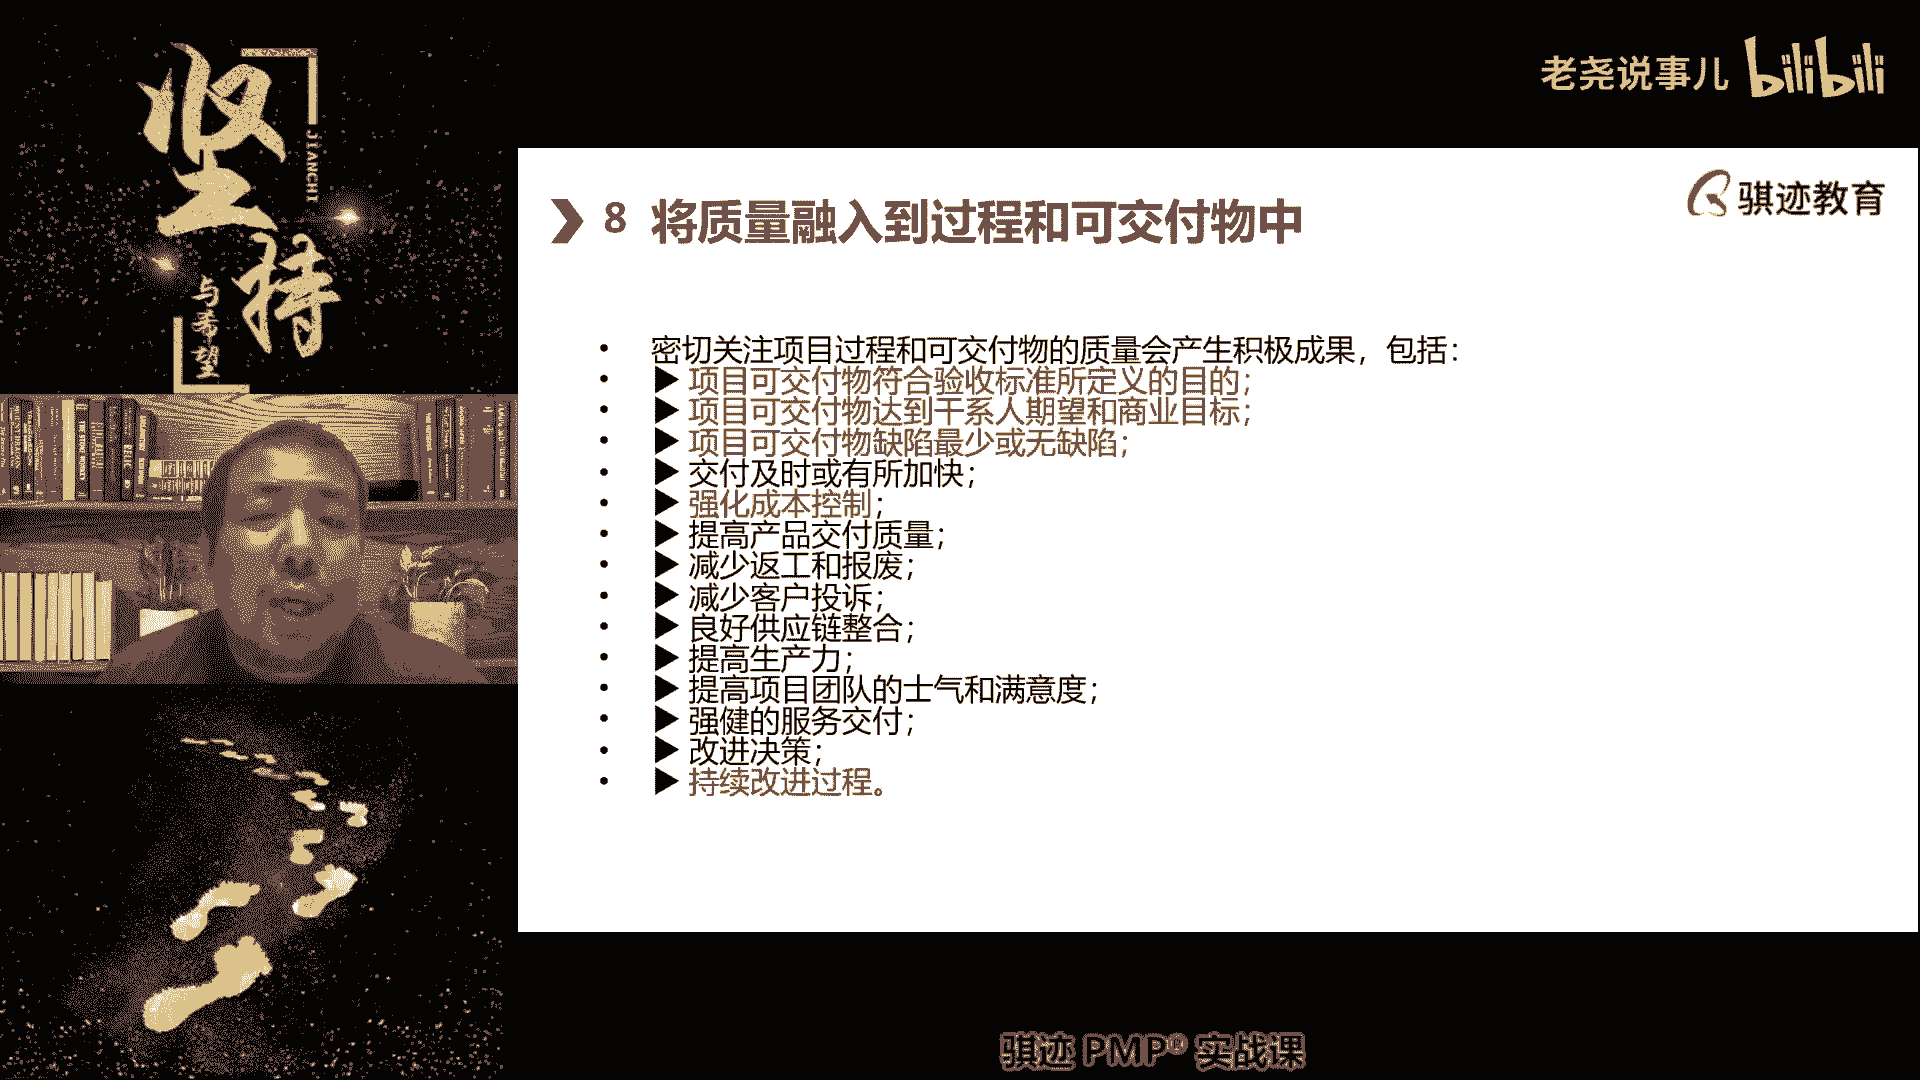 坚持
JIANCHI
与希望
老尧说事儿 bilibili
骐迹教育
8 将质量融入到过程和可交付物中
• 密切关注项目过程和可交付物的质量会产生积极成果，包括：
• ▶ 项目可交付物符合验收标准所定义的目的；
• ▶ 项目可交付物达到干系人期望和商业目标；
• ▶ 项目可交付物缺陷最少或无缺陷；
• ▶ 交付及时或有所加快；
• ▶ 强化成本控制；
• ▶ 提高产品交付质量；
• ▶ 减少返工和报废；
• ▶ 减少客户投诉；
• ▶ 良好供应链整合；
• ▶ 提高生产力；
• ▶ 提高项目团队的士气和满意度；
• ▶ 强健的服务交付；
• ▶ 改进决策；
• ▶ 持续改进过程。
骐迹 PMP® 实战课